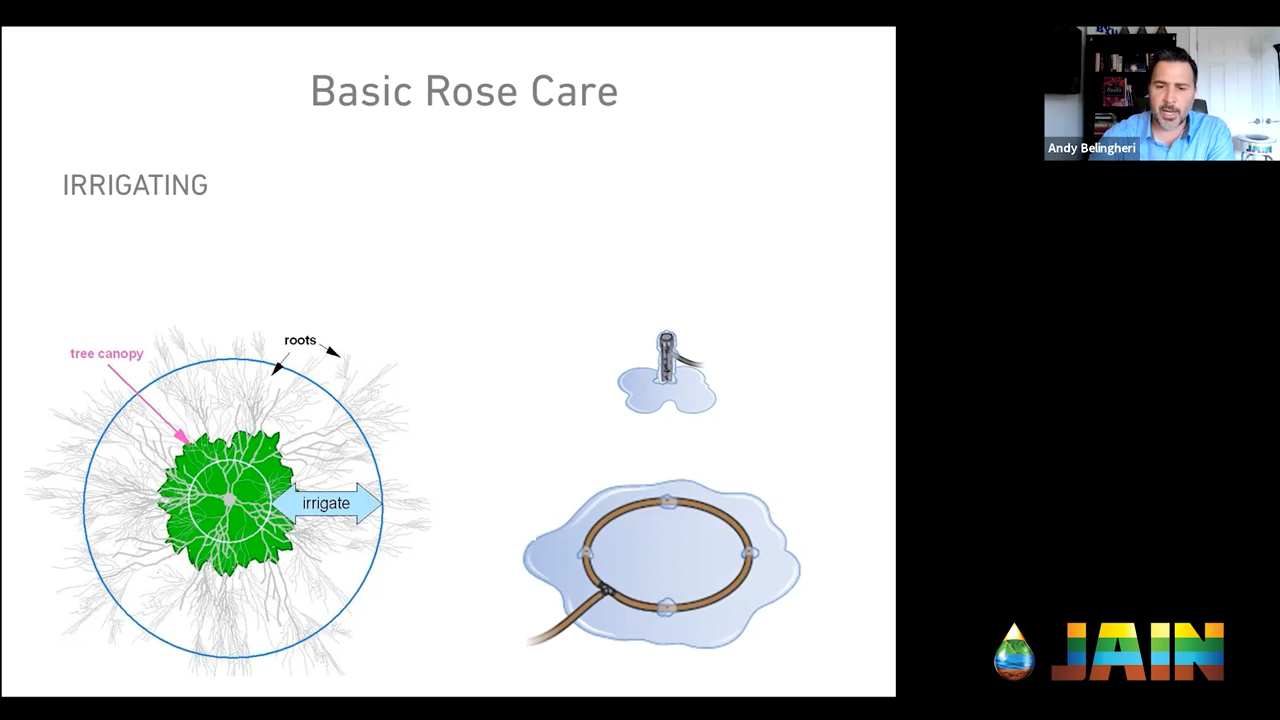 Basic Rose Care
IRRIGATING
tree canopy
roots
irrigate
Andy Belingheri
JAIN